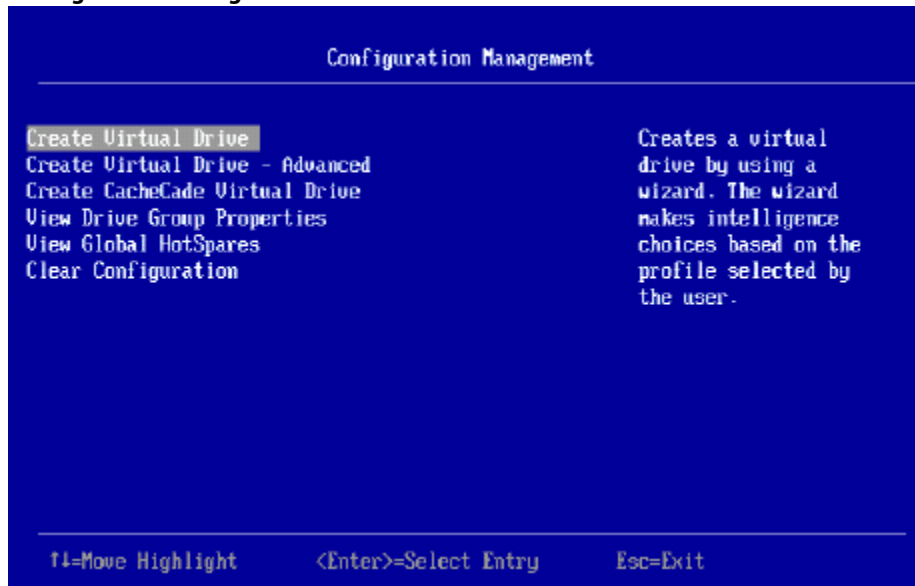 Configuration Management
Create Virtual Drive
Create Virtual Drive - Advanced
Create CacheCade Virtual Drive
View Drive Group Properties
View Global HotSpares
Clear Configuration
Creates a virtual
drive by using a
wizard. The wizard
makes intelligence
choices based on the
profile selected by
the user.
↑↓=Move Highlight <Enter>=Select Entry Esc=Exit